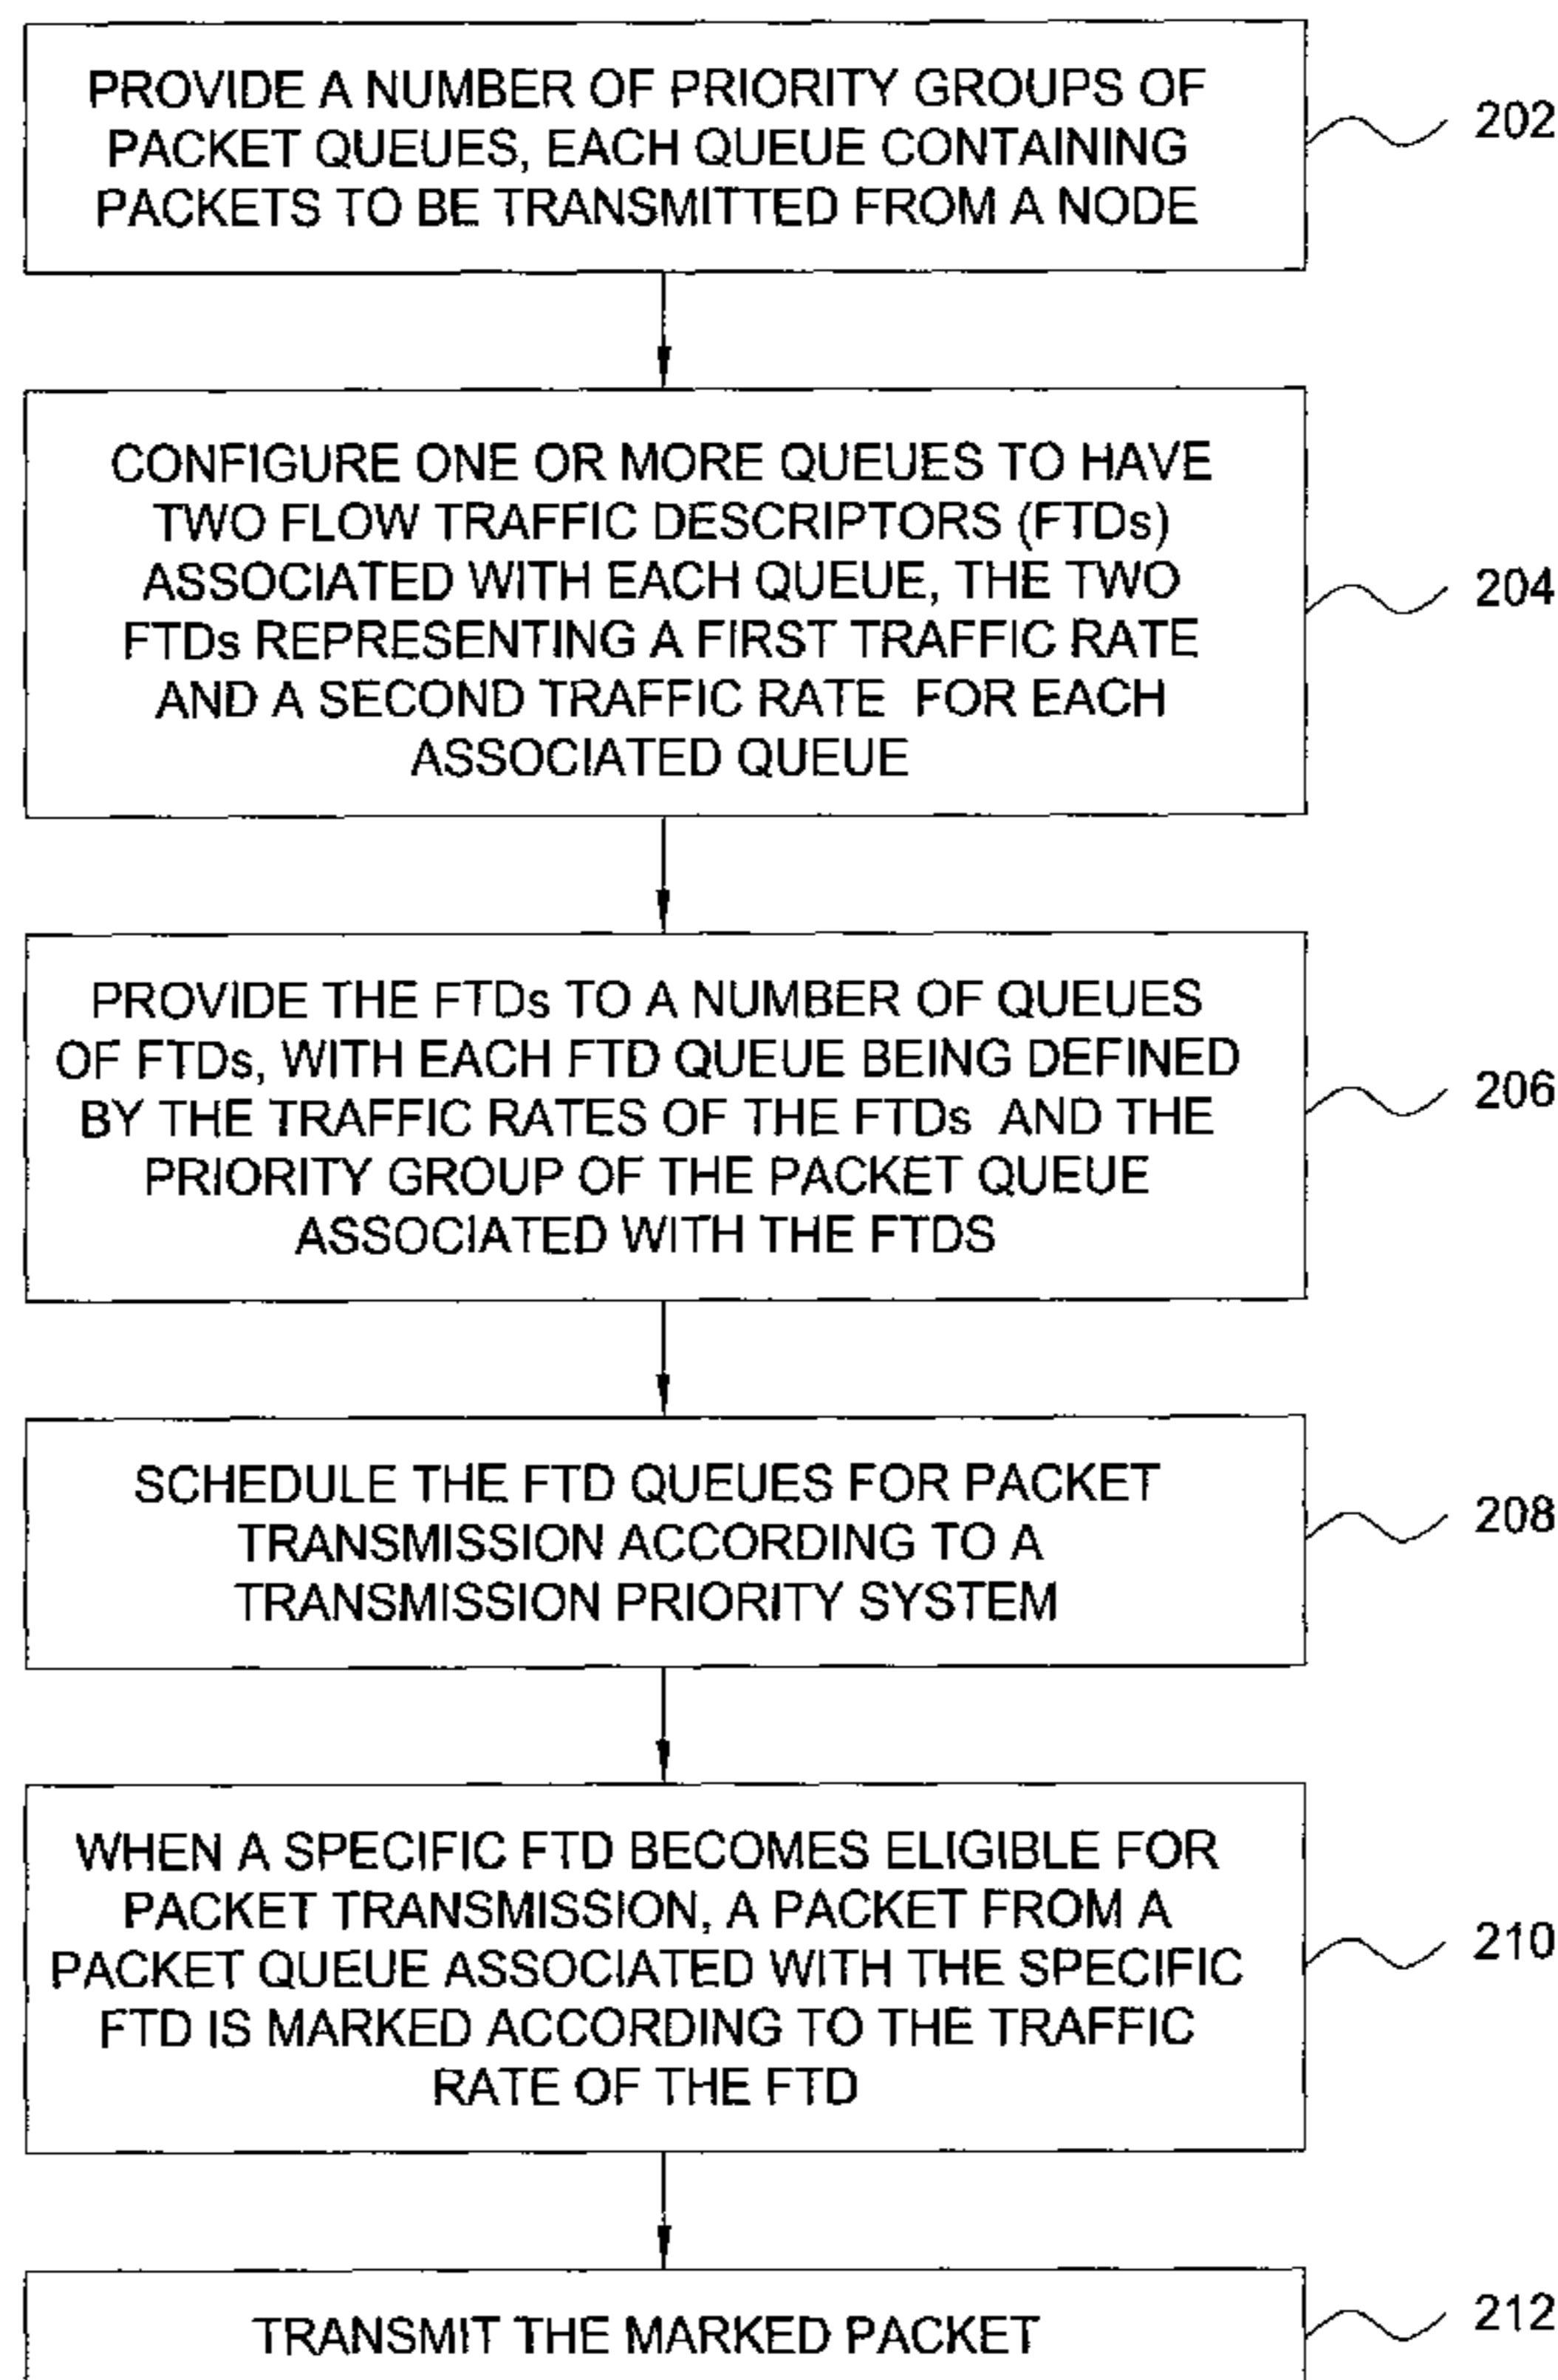 PROVIDE A NUMBER OF PRIORITY GROUPS OF
PACKET QUEUES, EACH QUEUE CONTAINING
PACKETS TO BE TRANSMITTED FROM A NODE
202
CONFIGURE ONE OR MORE QUEUES TO HAVE
TWO FLOW TRAFFIC DESCRIPTORS (FTDs)
ASSOCIATED WITH EACH QUEUE, THE TWO
FTDs REPRESENTING A FIRST TRAFFIC RATE
AND A SECOND TRAFFIC RATE FOR EACH
ASSOCIATED QUEUE
204
PROVIDE THE FTDs TO A NUMBER OF QUEUES
OF FTDs, WITH EACH FTD QUEUE BEING DEFINED
BY THE TRAFFIC RATES OF THE FTDs AND THE
PRIORITY GROUP OF THE PACKET QUEUE
ASSOCIATED WITH THE FTDS
206
SCHEDULE THE FTD QUEUES FOR PACKET
TRANSMISSION ACCORDING TO A
TRANSMISSION PRIORITY SYSTEM
208
WHEN A SPECIFIC FTD BECOMES ELIGIBLE FOR
PACKET TRANSMISSION, A PACKET FROM A
PACKET QUEUE ASSOCIATED WITH THE SPECIFIC
FTD IS MARKED ACCORDING TO THE TRAFFIC
RATE OF THE FTD
210
TRANSMIT THE MARKED PACKET
212